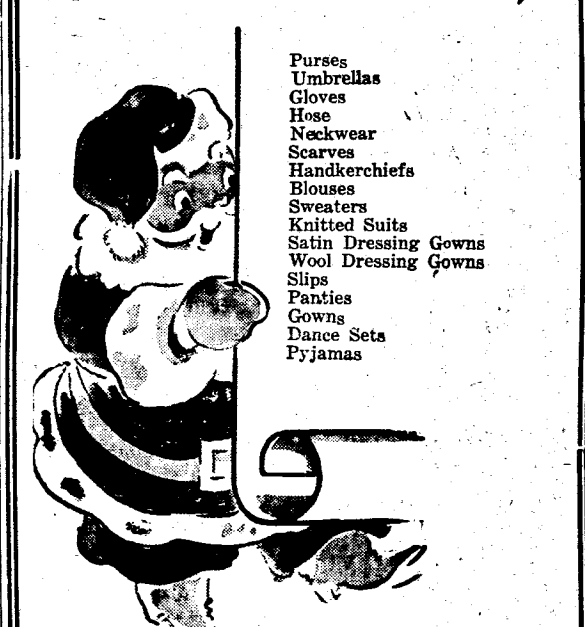 Purses
Umbrellas
Gloves
Hose
Neckwear
Scarves
Handkerchiefs
Blouses
Sweaters
Knitted Suits
Satin Dressing Gowns
Wool Dressing Gowns
Slips
Panties
Gowns
Dance Sets
Pyjamas